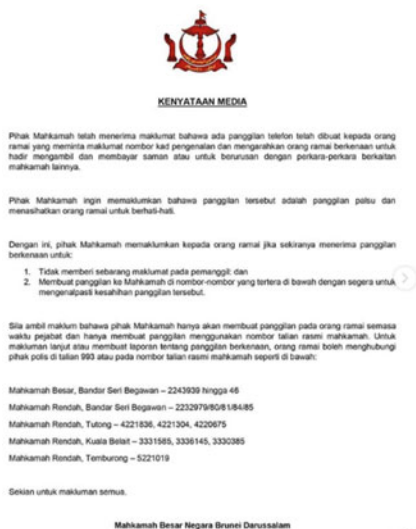 KENYATAAN MEDIA
Pihak Mahkamah telah menerima maklumat bahawa ada panggilan telefon telah dibuat kepada orang
ramai yang meminta maklumat nombor kad pengenalan dan mengarahkan orang ramai berkenaan untuk
hadir mengambil dan membayar saman atau untuk berurusan dengan perkara-perkara berkaitan
mahkamah lainnya.
Pihak Mahkamah ingin memaklumkan bahawa panggilan tersebut adalah panggilan palsu dan
menasihatkan orang ramai untuk berhati-hati.
Dengan ini, pihak Mahkamah memaklumkan kepada orang ramai jika sekiranya menerima panggilan
berkenaan untuk:
1. Tidak memberi sebarang maklumat pada pemanggil; dan
2. Membuat panggilan ke Mahkamah di nombor-nombor yang tertera di bawah dengan segera untuk
mengenalpasti kesahihan panggilan tersebut.
Sila ambil maklum bahawa pihak Mahkamah hanya akan membuat panggilan pada orang ramai semasa
waktu pejabat dan hanya membuat panggilan menggunakan nombor talian rasmi mahkamah. Untuk
makluman lanjut atau membuat laporan tentang panggilan berkenaan, orang ramai boleh menghubungi
pihak polis di talian 993 atau pada nombor talian rasmi mahkamah seperti di bawah:
Mahkamah Besar, Bandar Seri Begawan – 2243939 hingga 46
Mahkamah Rendah, Bandar Seri Begawan – 2232979/80/81/84/85
Mahkamah Rendah, Tutong – 4221836, 4221304, 4220675
Mahkamah Rendah, Kuala Belait – 3331585, 3336145, 3330385
Mahkamah Rendah, Temburong – 5221019
Sekian untuk makluman semua.
Mahkamah Besar Negara Brunei Darussalam